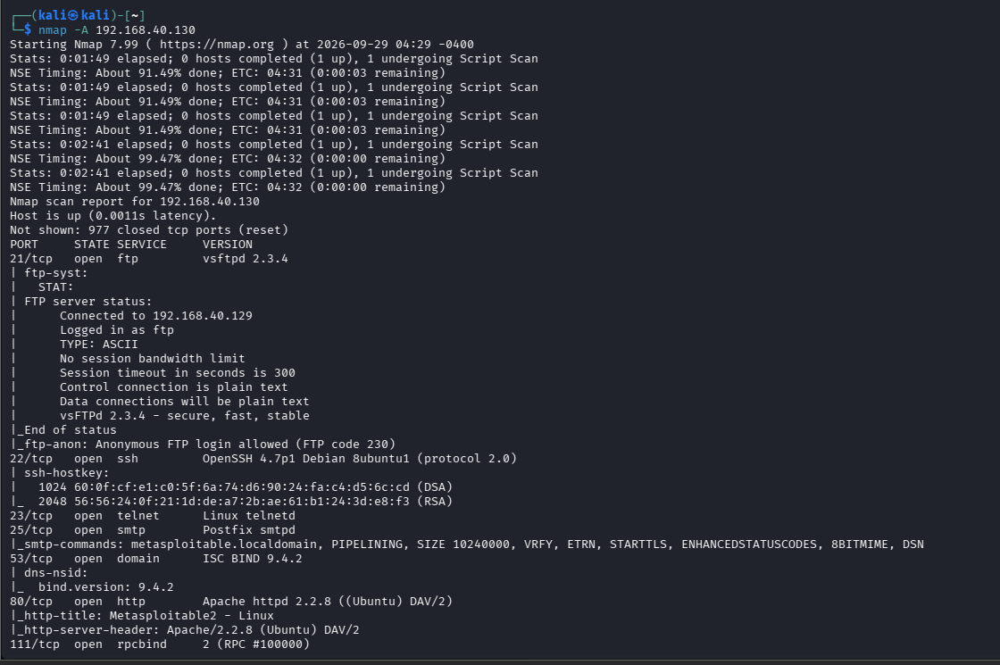 ┌──(kali㉿kali)-[~]
└─$ nmap -A 192.168.40.130
Starting Nmap 7.99 ( https://nmap.org ) at 2026-09-29 04:29 -0400
Stats: 0:01:49 elapsed; 0 hosts completed (1 up), 1 undergoing Script Scan
NSE Timing: About 91.49% done; ETC: 04:31 (0:00:03 remaining)
Stats: 0:01:49 elapsed; 0 hosts completed (1 up), 1 undergoing Script Scan
NSE Timing: About 91.49% done; ETC: 04:31 (0:00:03 remaining)
Stats: 0:01:49 elapsed; 0 hosts completed (1 up), 1 undergoing Script Scan
NSE Timing: About 91.49% done; ETC: 04:31 (0:00:03 remaining)
Stats: 0:02:41 elapsed; 0 hosts completed (1 up), 1 undergoing Script Scan
NSE Timing: About 99.47% done; ETC: 04:32 (0:00:00 remaining)
Stats: 0:02:41 elapsed; 0 hosts completed (1 up), 1 undergoing Script Scan
NSE Timing: About 99.47% done; ETC: 04:32 (0:00:00 remaining)
Nmap scan report for 192.168.40.130
Host is up (0.0011s latency).
Not shown: 977 closed tcp ports (reset)
PORT     STATE SERVICE     VERSION
21/tcp   open  ftp         vsftpd 2.3.4
| ftp-syst:
|   STAT:
| FTP server status:
|      Connected to 192.168.40.129
|      Logged in as ftp
|      TYPE: ASCII
|      No session bandwidth limit
|      Session timeout in seconds is 300
|      Control connection is plain text
|      Data connections will be plain text
|      vsFTPd 2.3.4 - secure, fast, stable
|_End of status
|_ftp-anon: Anonymous FTP login allowed (FTP code 230)
22/tcp   open  ssh         OpenSSH 4.7p1 Debian 8ubuntu1 (protocol 2.0)
| ssh-hostkey:
|   1024 60:0f:cf:e1:c0:5f:6a:74:d6:90:24:fa:c4:d5:6c:cd (DSA)
|_  2048 56:56:24:0f:21:1d:de:a7:2b:ae:61:b1:24:3d:e8:f3 (RSA)
23/tcp   open  telnet      Linux telnetd
25/tcp   open  smtp        Postfix smtpd
|_smtp-commands: metasploitable.localdomain, PIPELINING, SIZE 10240000, VRFY, ETRN, STARTTLS, ENHANCEDSTATUSCODES, 8BITMIME, DSN
53/tcp   open  domain      ISC BIND 9.4.2
| dns-nsid:
|_  bind.version: 9.4.2
80/tcp   open  http        Apache httpd 2.2.8 ((Ubuntu) DAV/2)
|_http-title: Metasploitable2 - Linux
|_http-server-header: Apache/2.2.8 (Ubuntu) DAV/2
111/tcp  open  rpcbind     2 (RPC #100000)